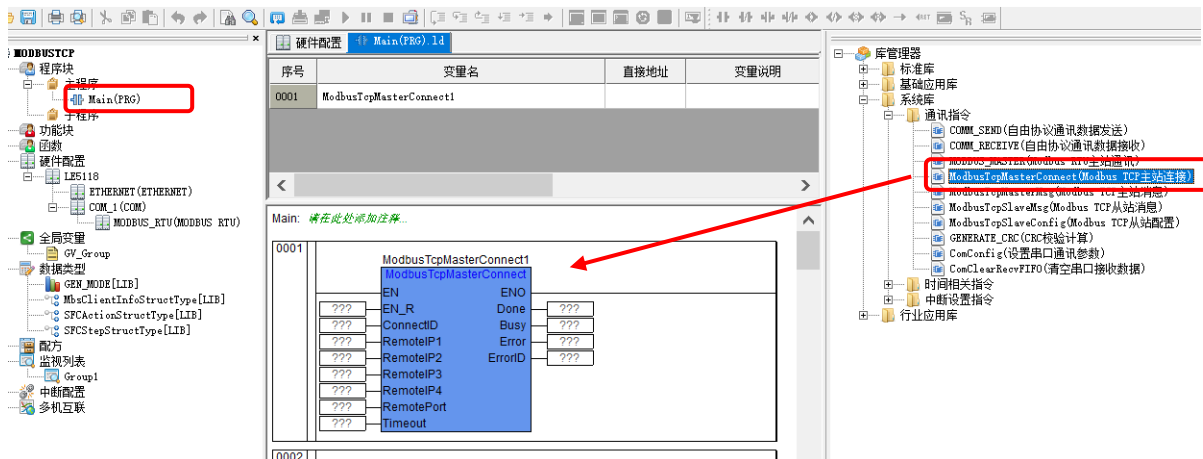 MODBUSTCP
程序块
主程序
Main(PRG)
子程序
功能块
函数
硬件配置
LE5118
ETHERNET(ETHERNET)
COM_1(COM)
MODBUS_RTU(MODBUS RTU)
全局变量
GV_Group
数据类型
GEN_MODE[LIB]
MbsClientInfoStructType[LIB]
SFCActionStructType[LIB]
SFCStepStructType[LIB]
配方
监视列表
Group1
中断配置
多机互联
硬件配置 Main(PRG).ld
序号 变量名 直接地址 变量说明
0001 ModbusTcpMasterConnect1
Main: 请在此处添加注释...
0001
ModbusTcpMasterConnect1
ModbusTcpMasterConnect
EN ENO
??? EN_R Done ???
??? ConnectID Busy ???
??? RemoteIP1 Error ???
??? RemoteIP2 ErrorID ???
??? RemoteIP3
??? RemoteIP4
??? RemotePort
??? Timeout
0002
库管理器
标准库
基础应用库
系统库
通讯指令
COMM_SEND(自由协议通讯数据发送)
COMM_RECEIVE(自由协议通讯数据接收)
MODBUS_MASTER(Modbus RTU主站通讯)
ModbusTcpMasterConnect(Modbus TCP主站连接)
ModbusTcpMasterMsg(Modbus TCP主站消息)
ModbusTcpSlaveMsg(Modbus TCP从站消息)
ModbusTcpSlaveConfig(Modbus TCP从站配置)
GENERATE_CRC(CRC校验计算)
ComConfig(设置串口通讯参数)
ComClearRecvFIFO(清空串口接收数据)
时间相关指令
中断设置指令
行业应用库